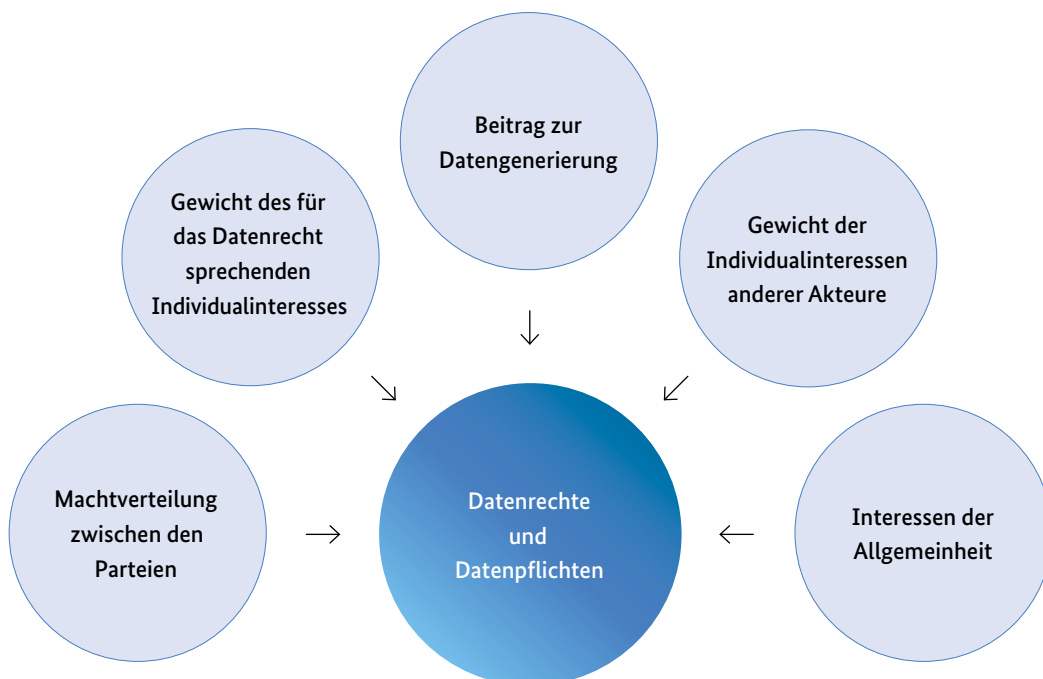 Beitrag zur
Datengenerierung
Gewicht des für
das Datenrecht
sprechenden
Individualinteresses
Gewicht der
Individualinteressen
anderer Akteure
Machtverteilung
zwischen den
Parteien
Datenrechte
und
Datenpflichten
Interessen der
Allgemeinheit